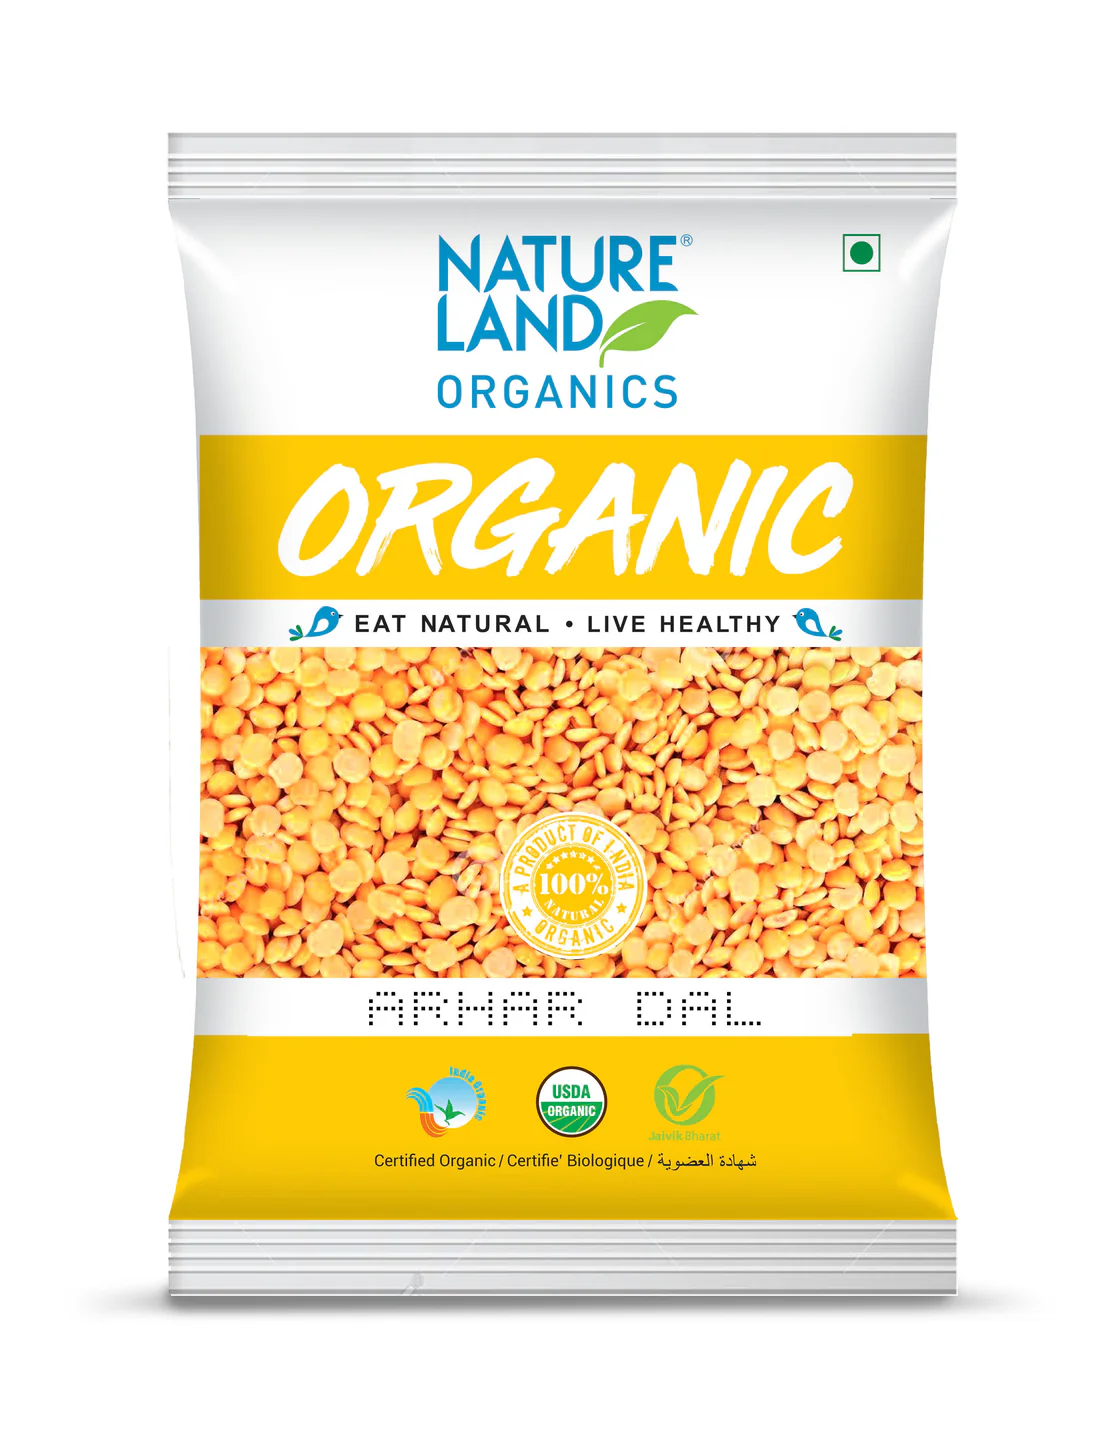 NATURE®
LAND
ORGANICS
ORGANIC
EAT NATURAL • LIVE HEALTHY
A PRODUCT OF INDIA
100%
NATURAL
ORGANIC
ARHAR DAL
India Organic
USDA
ORGANIC
Jaivik Bharat
Certified Organic / Certifie' Biologique / شهادة العضوية